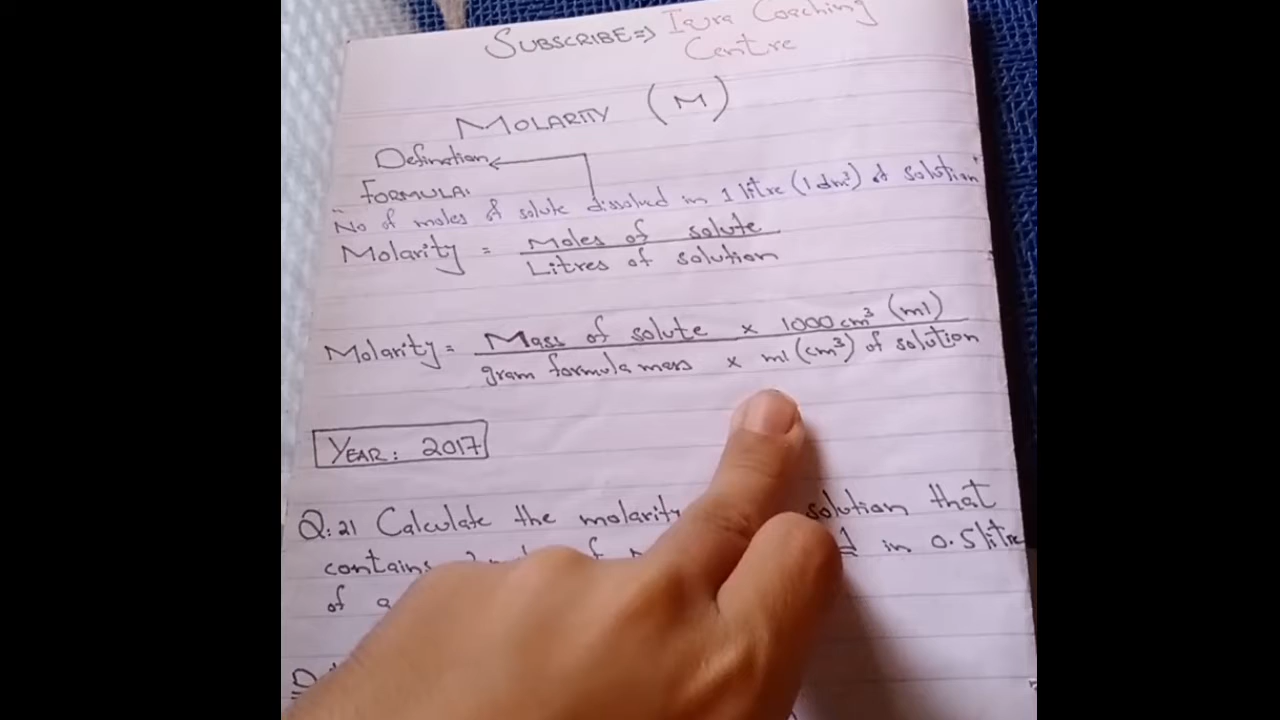 SUBSCRIBE=> Iqra Coaching
Centre
MOLARITY (M)
Defination
FORMULA:
"No of moles of solute dissolved in 1 litre (1 dm³) of solution"
Molarity = Moles of solute / Litres of solution
Molarity = Mass of solute x 1000 cm³ (ml) / gram formula mass x ml (cm³) of solution
YEAR: 2017
Q:21 Calculate the molarity solution that
contains in 0.5 litre
of a